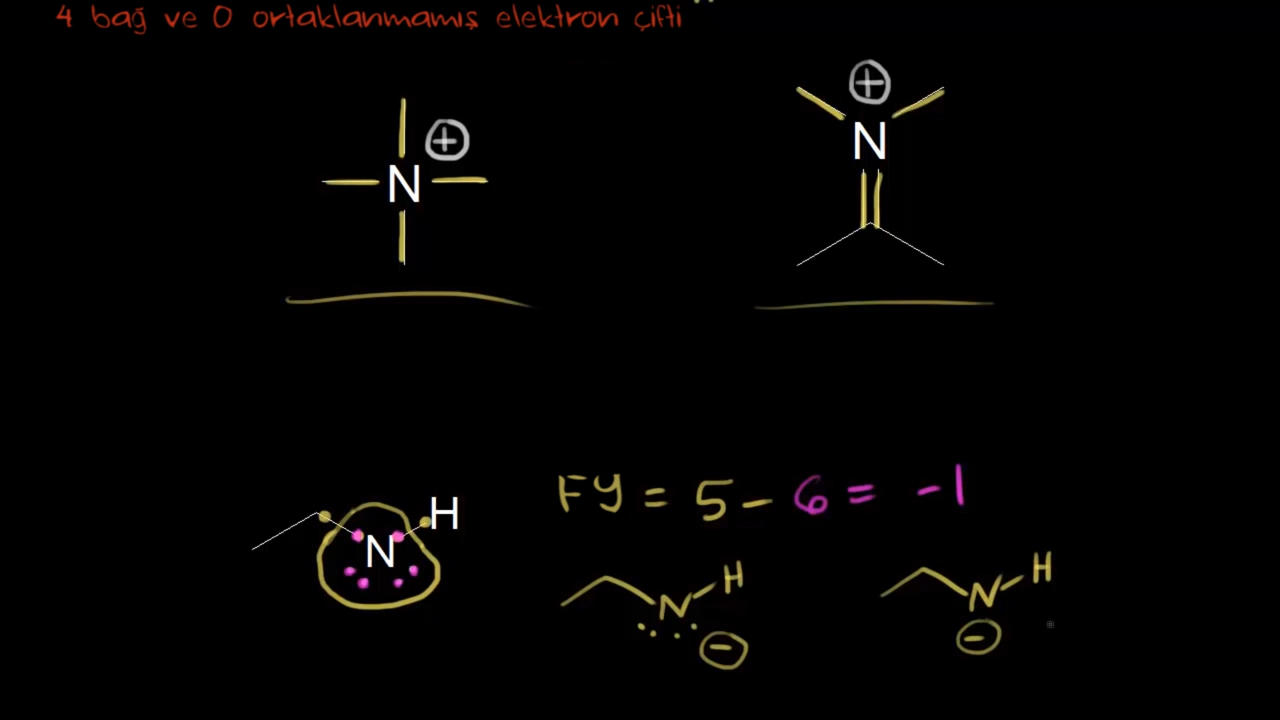 4 bağ ve 0 ortaklanmamış elektron çifti
N +
+
N
H
N
FY = 5 - 6 = -1
N H
-
N H
-